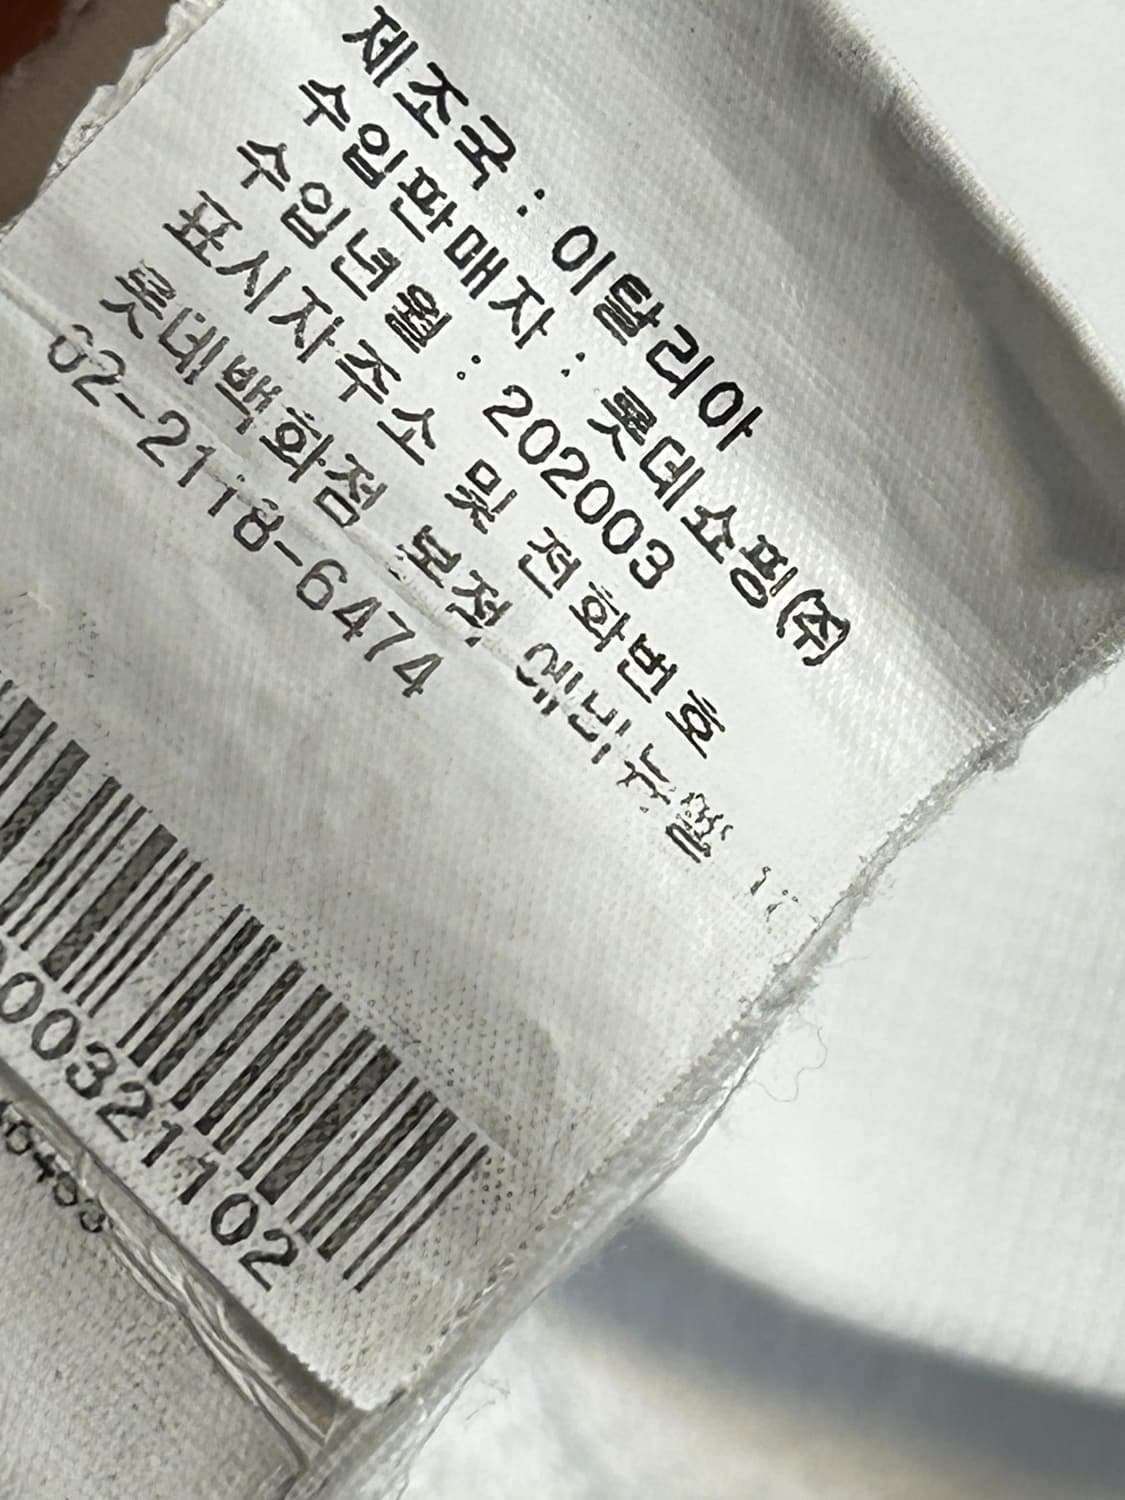 제조국 : 이탈리아
수입판매자 : 롯데쇼핑(주)
수입년월 : 202003
표시자주소 및 전화번호
롯데백화점 본점 에비뉴엘
62-2118-6474
00321102